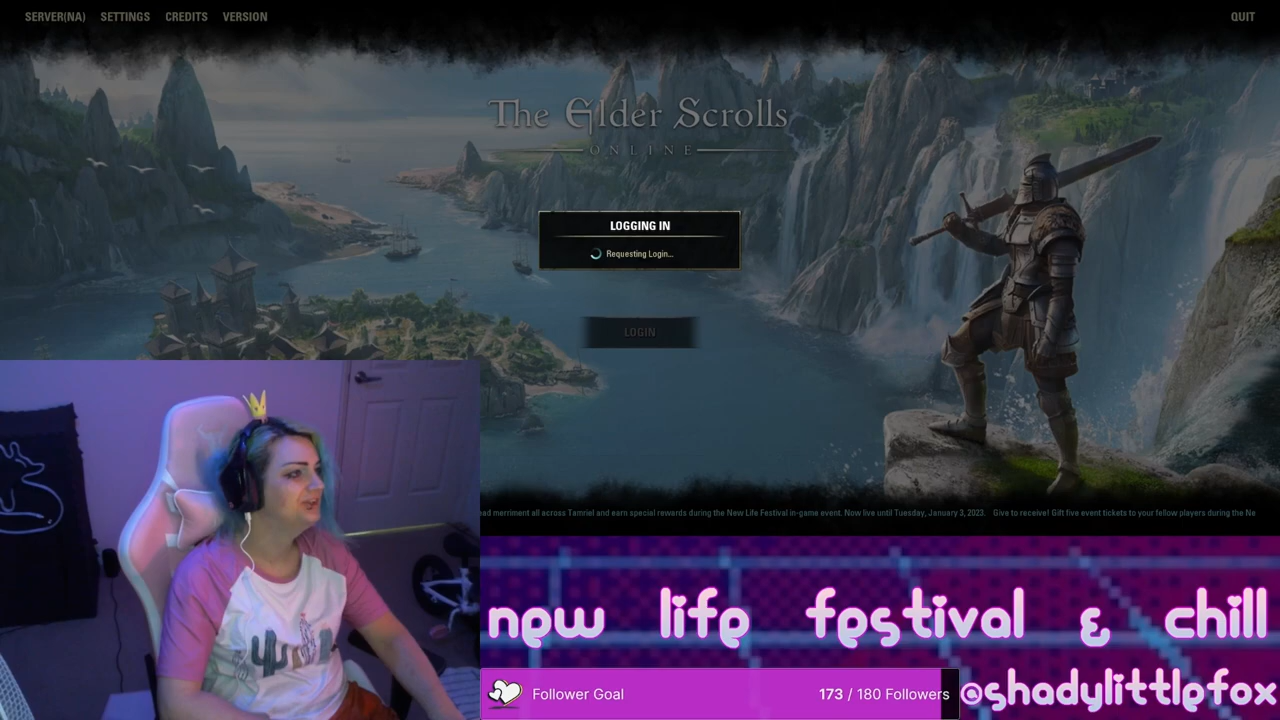 SERVER(NA) SETTINGS CREDITS VERSION QUIT
The Elder Scrolls
ONLINE
LOGGING IN
Requesting Login...
LOGIN
merriment all across Tamriel and earn special rewards during the New Life Festival in-game event. Now live until Tuesday, January 3, 2023. Give to receive! Gift five event tickets to your fellow players during the Ne
new life festival & chill
Follower Goal 173 / 180 Followers
@shadylittlefox